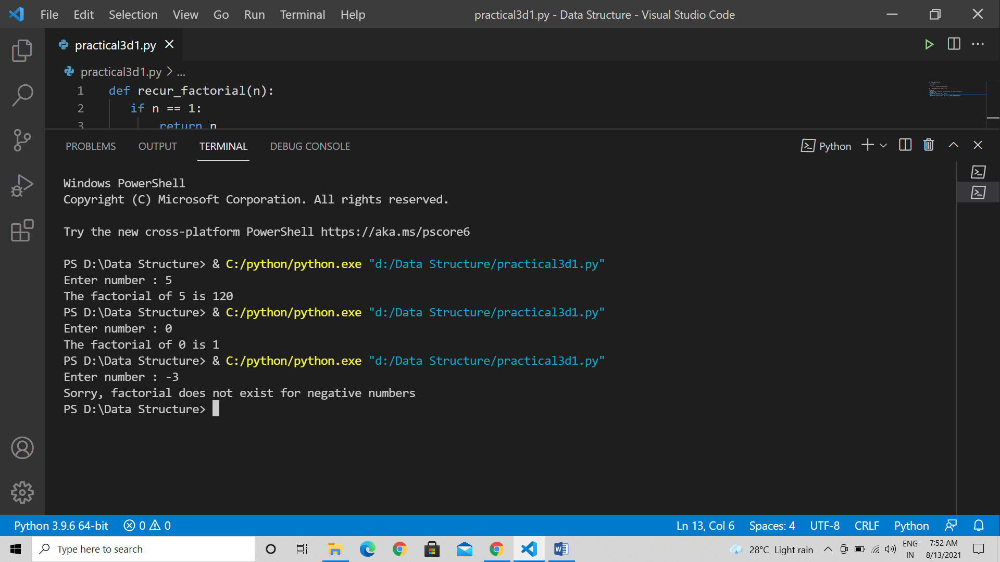 File Edit Selection View Go Run Terminal Help practical3d1.py - Data Structure - Visual Studio Code
practical3d1.py
practical3d1.py > ...
1 def recur_factorial(n):
2 if n == 1:
3 return n
PROBLEMS OUTPUT TERMINAL DEBUG CONSOLE Python
Windows PowerShell
Copyright (C) Microsoft Corporation. All rights reserved.
Try the new cross-platform PowerShell https://aka.ms/pscore6
PS D:\Data Structure> & C:/python/python.exe "d:/Data Structure/practical3d1.py"
Enter number : 5
The factorial of 5 is 120
PS D:\Data Structure> & C:/python/python.exe "d:/Data Structure/practical3d1.py"
Enter number : 0
The factorial of 0 is 1
PS D:\Data Structure> & C:/python/python.exe "d:/Data Structure/practical3d1.py"
Enter number : -3
Sorry, factorial does not exist for negative numbers
PS D:\Data Structure>
Python 3.9.6 64-bit 0 0 Ln 13, Col 6 Spaces: 4 UTF-8 CRLF Python
Type here to search 28°C Light rain ENG 7:52 AM
IN 8/13/2021